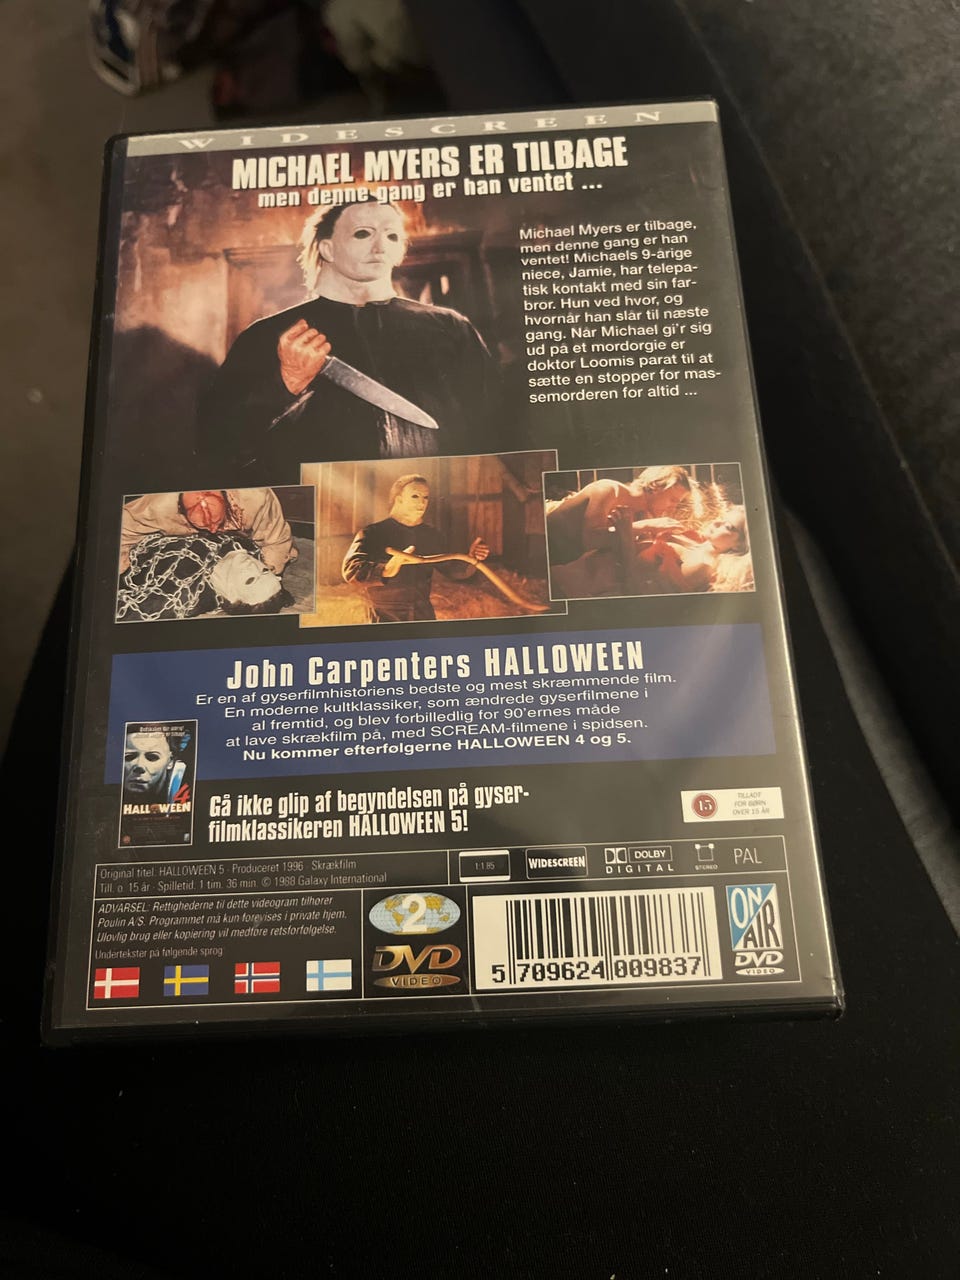 WIDESCREEN
MICHAEL MYERS ER TILBAGE
men denne gang er han ventet ...
Michael Myers er tilbage,
men denne gang er han
ventet! Michaels 9-årige
niece, Jamie, har telepa-
tisk kontakt med sin far-
bror. Hun ved hvor, og
hvornår han slår til næste
gang. Når Michael gi'r sig
ud på et mordorgie er
doktor Loomis parat til at
sætte en stopper for mas-
semorderen for altid ...
John Carpenters HALLOWEEN
Er en af gyserfilmhistoriens bedste og mest skræmmende film.
En moderne kultklassiker, som ændrede gyserfilmene i
al fremtid, og blev forbilledlig for 90'ernes måde
at lave skrækfilm på, med SCREAM-filmene i spidsen.
Nu kommer efterfølgerne HALLOWEEN 4 og 5.
4
HALLOWEEN
Gå ikke glip af begyndelsen på gyser-
filmklassikeren HALLOWEEN 5!
15
TILLADT
FOR BØRN
OVER 15 ÅR
Original titel: HALLOWEEN 5 · Produceret 1996 · Skrækfilm
Till. o. 15 år · Spilletid: 1 tim. 36 min. © 1988 Galaxy International
1:1.85
WIDESCREEN
DOLBY
DIGITAL
STEREO
PAL
ADVARSEL: Rettighederne til dette videogram tilhører
Poulin A/S. Programmet må kun forevises i private hjem.
Ulovlig brug eller kopiering vil medføre retsforfølgelse.
Undertekster på følgende sprog:
2
DVD
VIDEO
5 709624 009837
ON
AIR
DVD
VIDEO